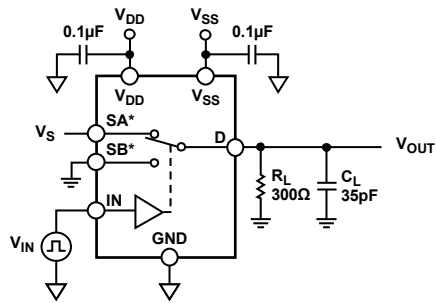 V_DD
V_SS
0.1µF
0.1µF
V_DD
V_SS
V_S
SA*
SB*
D
V_OUT
IN
R_L
300Ω
C_L
35pF
V_IN
GND